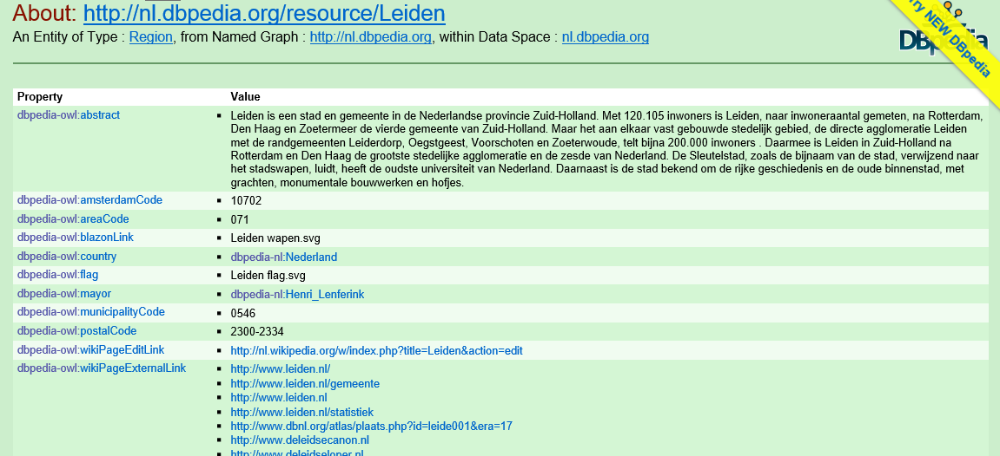 About: http://nl.dbpedia.org/resource/Leiden
An Entity of Type : Region, from Named Graph : http://nl.dbpedia.org, within Data Space : nl.dbpedia.org
Try NEW DBpedia
Property Value
dbpedia-owl:abstract ▪ Leiden is een stad en gemeente in de Nederlandse provincie Zuid-Holland. Met 120.105 inwoners is Leiden, naar inwoneraantal gemeten, na Rotterdam,
Den Haag en Zoetermeer de vierde gemeente van Zuid-Holland. Maar het aan elkaar vast gebouwde stedelijk gebied, de directe agglomeratie Leiden
met de randgemeenten Leiderdorp, Oegstgeest, Voorschoten en Zoeterwoude, telt bijna 200.000 inwoners . Daarmee is Leiden in Zuid-Holland na
Rotterdam en Den Haag de grootste stedelijke agglomeratie en de zesde van Nederland. De Sleutelstad, zoals de bijnaam van de stad, verwijzend naar
het stadswapen, luidt, heeft de oudste universiteit van Nederland. Daarnaast is de stad bekend om de rijke geschiedenis en de oude binnenstad, met
grachten, monumentale bouwwerken en hofjes.
dbpedia-owl:amsterdamCode ▪ 10702
dbpedia-owl:areaCode ▪ 071
dbpedia-owl:blazonLink ▪ Leiden wapen.svg
dbpedia-owl:country ▪ dbpedia-nl:Nederland
dbpedia-owl:flag ▪ Leiden flag.svg
dbpedia-owl:mayor ▪ dbpedia-nl:Henri_Lenferink
dbpedia-owl:municipalityCode ▪ 0546
dbpedia-owl:postalCode ▪ 2300-2334
dbpedia-owl:wikiPageEditLink ▪ http://nl.wikipedia.org/w/index.php?title=Leiden&action=edit
dbpedia-owl:wikiPageExternalLink ▪ http://www.leiden.nl/
▪ http://www.leiden.nl/gemeente
▪ http://www.leiden.nl
▪ http://www.leiden.nl/statistiek
▪ http://www.dbnl.org/atlas/plaats.php?id=leide001&era=17
▪ http://www.deleidsecanon.nl
▪ http://www.deleidseloper.nl